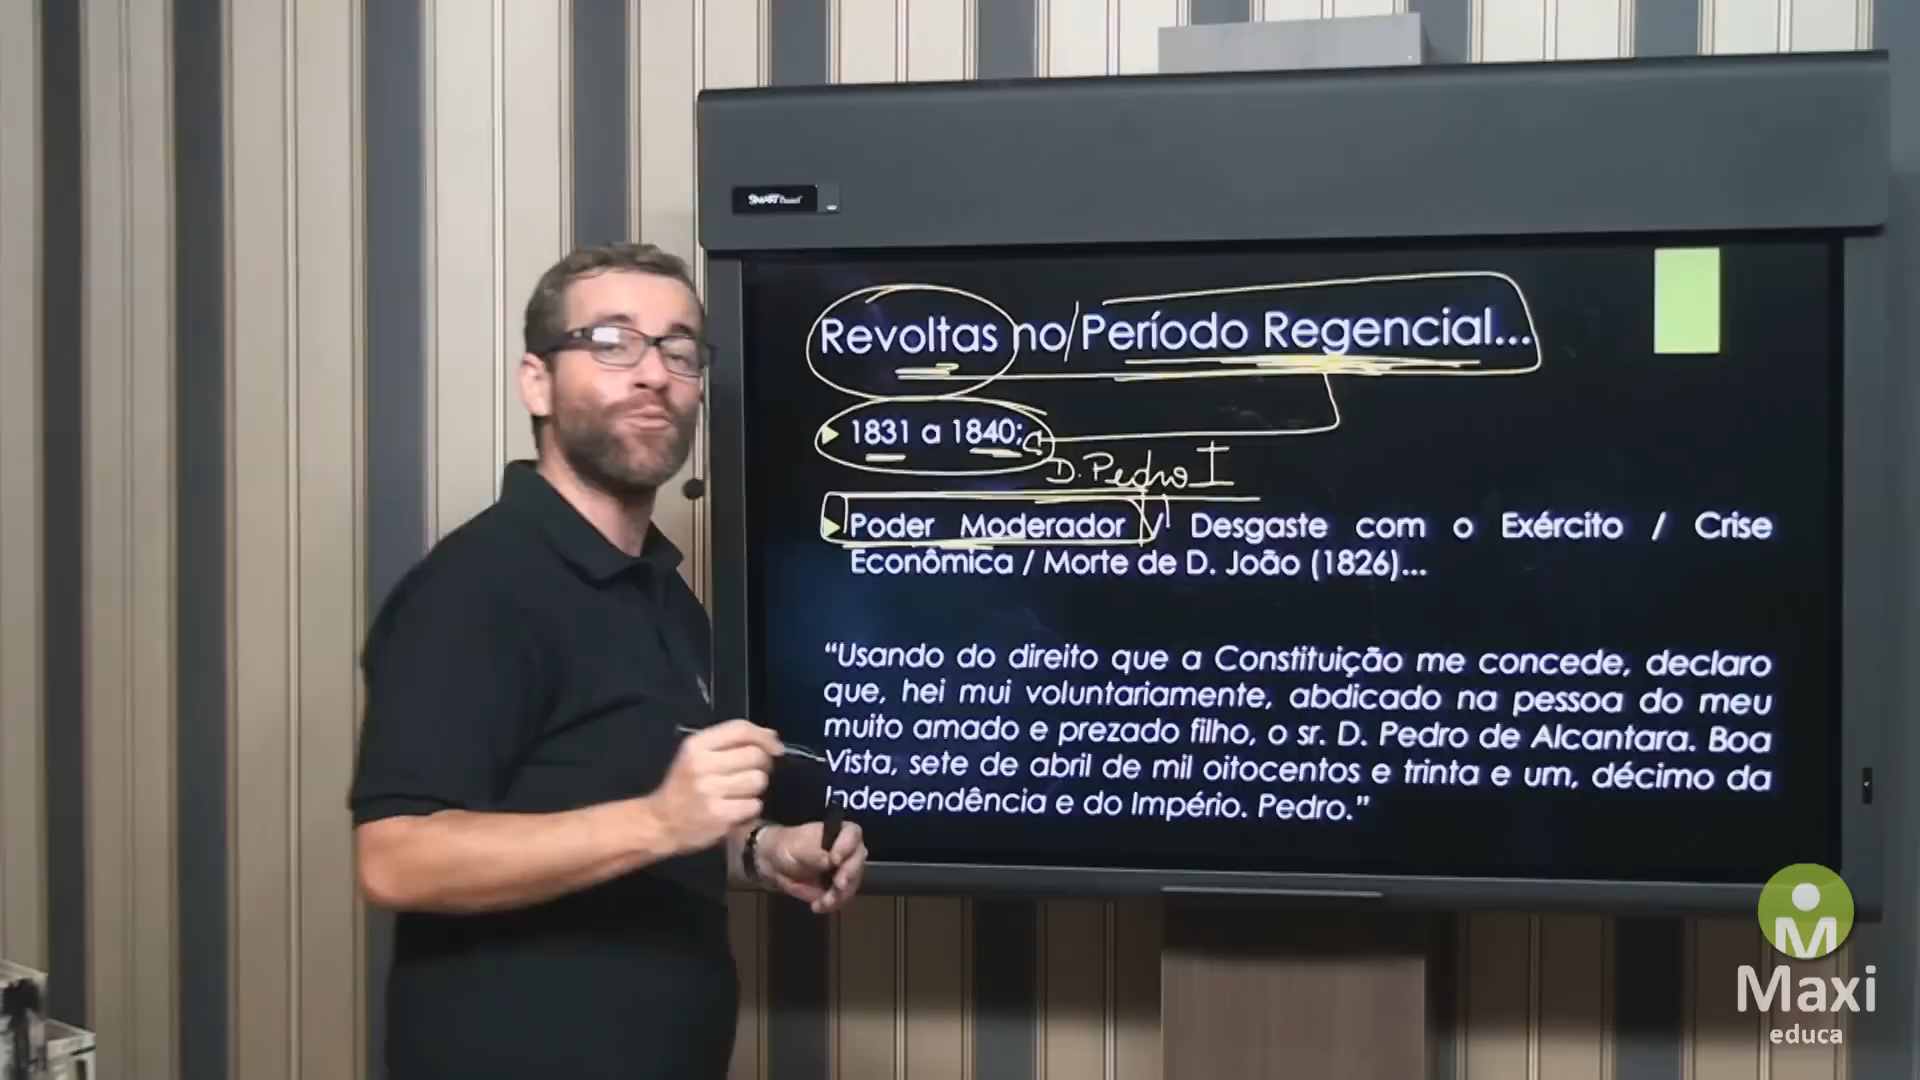 SMART Board
Revoltas no/Período Regencial...
1831 a 1840;
D. Pedro I
Poder Moderador / Desgaste com o Exército / Crise
Econômica / Morte de D. João (1826)...
“Usando do direito que a Constituição me concede, declaro
que, hei mui voluntariamente, abdicado na pessoa do meu
muito amado e prezado filho, o sr. D. Pedro de Alcantara. Boa
Vista, sete de abril de mil oitocentos e trinta e um, décimo da
Independência e do Império. Pedro.”
M
Maxi
educa